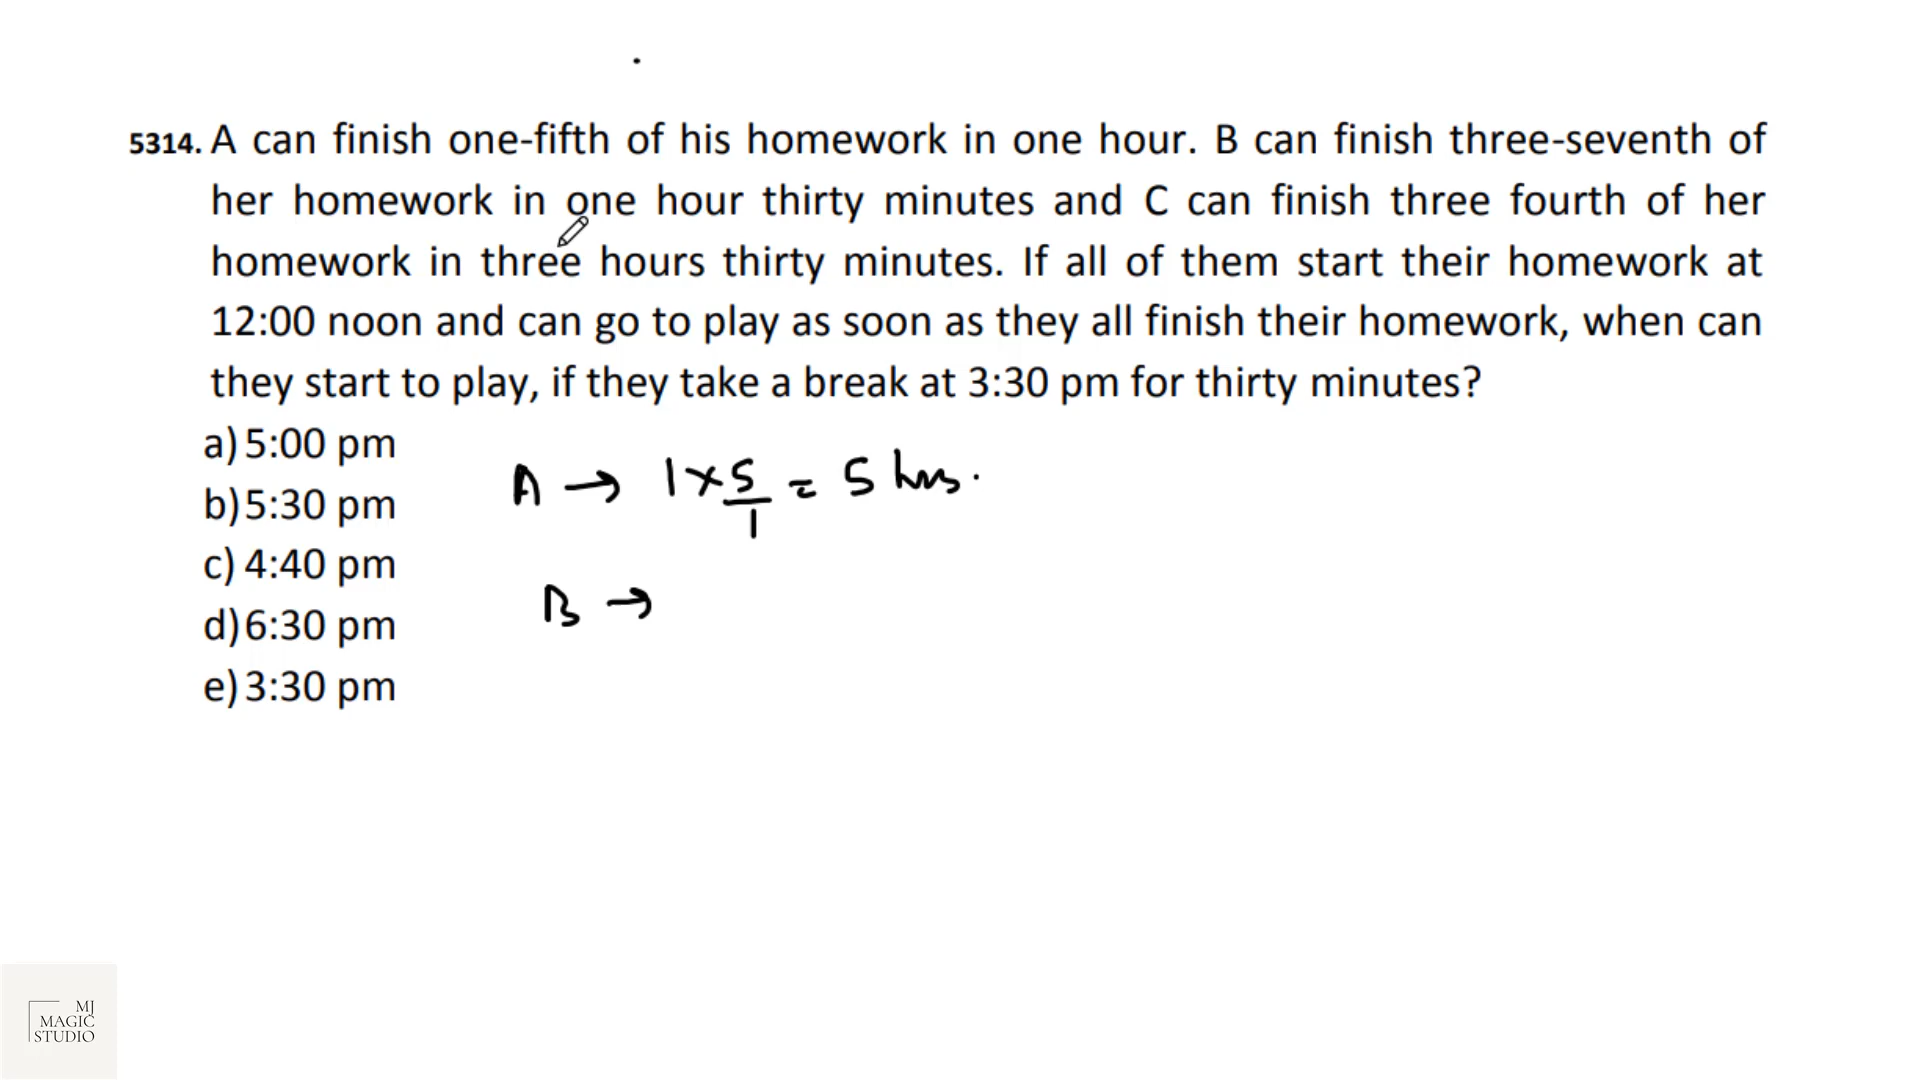 5314. A can finish one-fifth of his homework in one hour. B can finish three-seventh of
her homework in one hour thirty minutes and C can finish three fourth of her
homework in three hours thirty minutes. If all of them start their homework at
12:00 noon and can go to play as soon as they all finish their homework, when can
they start to play, if they take a break at 3:30 pm for thirty minutes?
a) 5:00 pm
b) 5:30 pm
c) 4:40 pm
d) 6:30 pm
e) 3:30 pm
A → 1 × 5/1 = 5 hrs.
B →
MJ
MAGIC
STUDIO